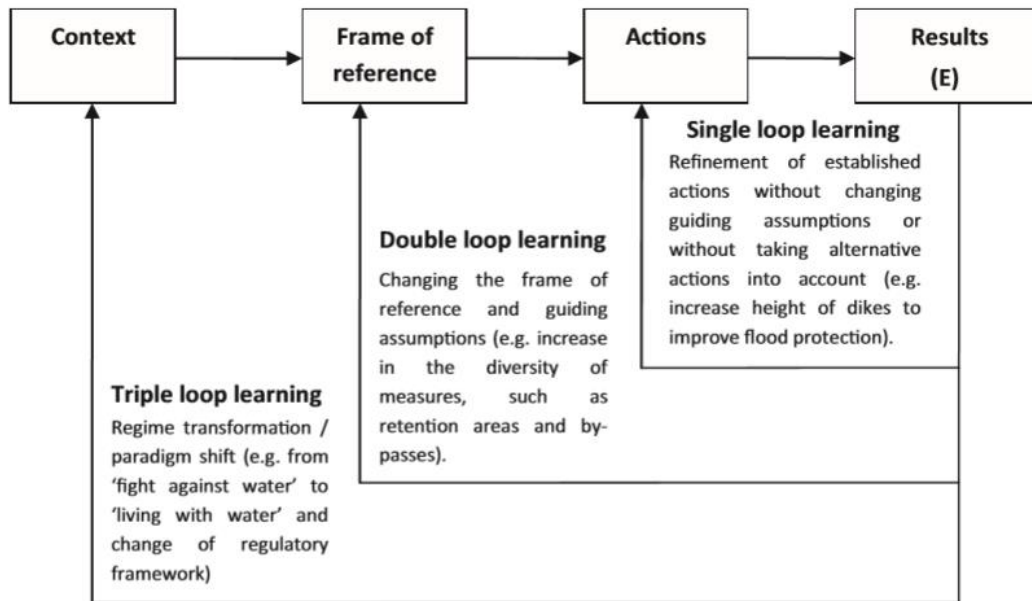 Context
Frame of
reference
Actions
Results
(E)
Single loop learning
Refinement of established
actions without changing
guiding assumptions or
without taking alternative
actions into account (e.g.
increase height of dikes to
improve flood protection).
Double loop learning
Changing the frame of
reference and guiding
assumptions (e.g. increase
in the diversity of
measures, such as
retention areas and by-
passes).
Triple loop learning
Regime transformation /
paradigm shift (e.g. from
‘fight against water’ to
‘living with water’ and
change of regulatory
framework)